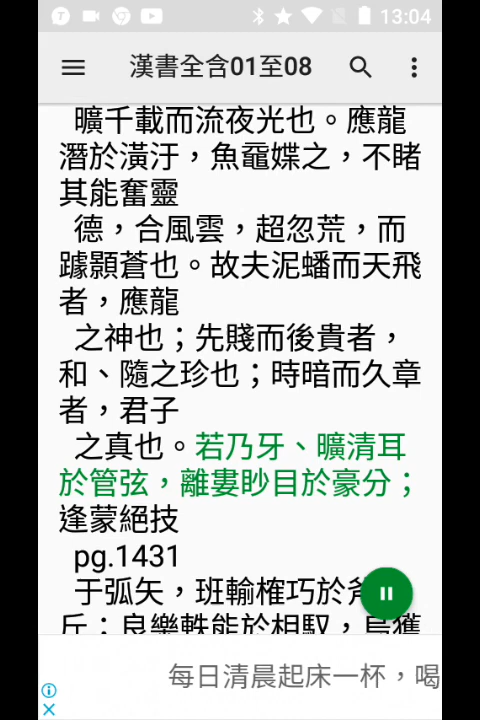 13:04
漢書全含01至08
曠千載而流夜光也。應龍
潛於潢汙，魚黿媟之，不睹
其能奮靈
德，合風雲，超忽荒，而
躆顥蒼也。故夫泥蟠而天飛
者，應龍
之神也；先賤而後貴者，
和、隨之珍也；時暗而久章
者，君子
之真也。若乃牙、曠清耳
於管弦，離婁眇目於豪分；
逢蒙絕技
pg.1431
于弧矢，班輸榷巧於斧
斤；良樂軼能於相馭，烏獲
每日清晨起床一杯，喝